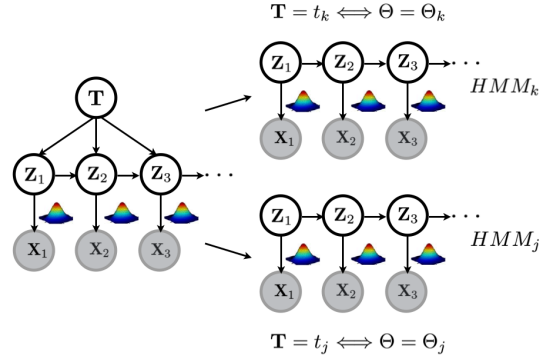 T = t_k ⟺ Θ = Θ_k
Z_1 Z_2 Z_3 ···
HMM_k
X_1 X_2 X_3
T
Z_1 Z_2 Z_3 ···
X_1 X_2 X_3
Z_1 Z_2 Z_3 ···
HMM_j
X_1 X_2 X_3
T = t_j ⟺ Θ = Θ_j